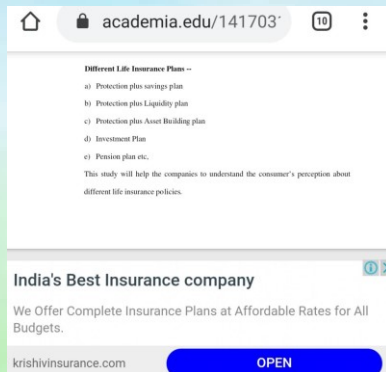 academia.edu/141703
10
Different Life Insurance Plans --
a) Protection plus savings plan
b) Protection plus Liquidity plan
c) Protection plus Asset Building plan
d) Investment Plan
e) Pension plan etc.
This study will help the companies to understand the consumer's perception about
different life insurance policies.
India's Best Insurance company
We Offer Complete Insurance Plans at Affordable Rates for All
Budgets.
krishivinsurance.com
OPEN